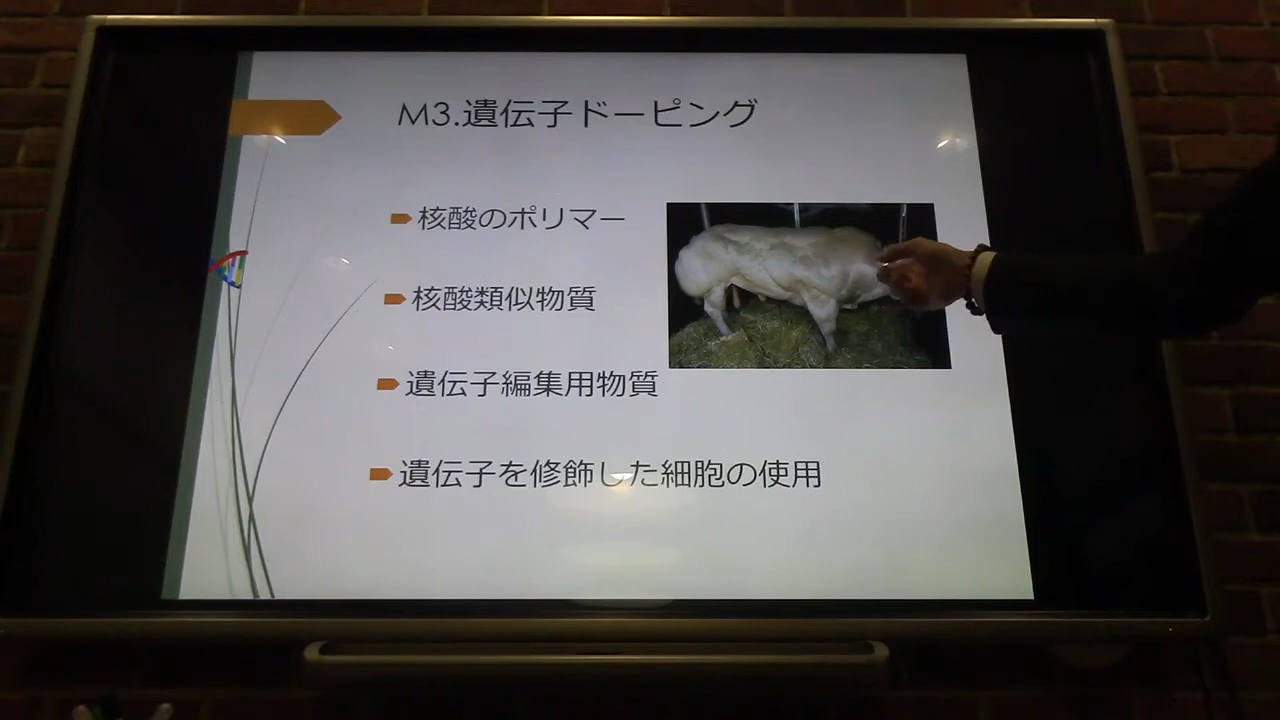 M3.遺伝子ドーピング
核酸のポリマー
核酸類似物質
遺伝子編集用物質
遺伝子を修飾した細胞の使用